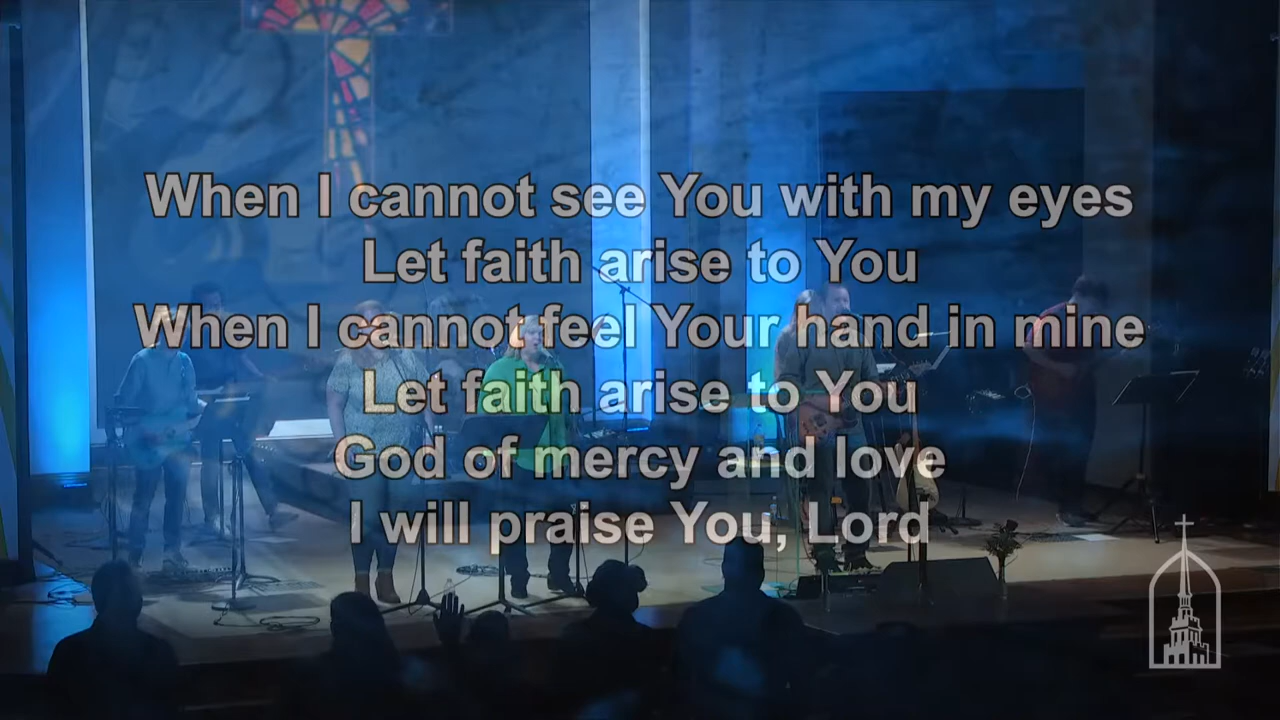 When I cannot see You with my eyes
Let faith arise to You
When I cannot feel Your hand in mine
Let faith arise to You
God of mercy and love
I will praise You, Lord